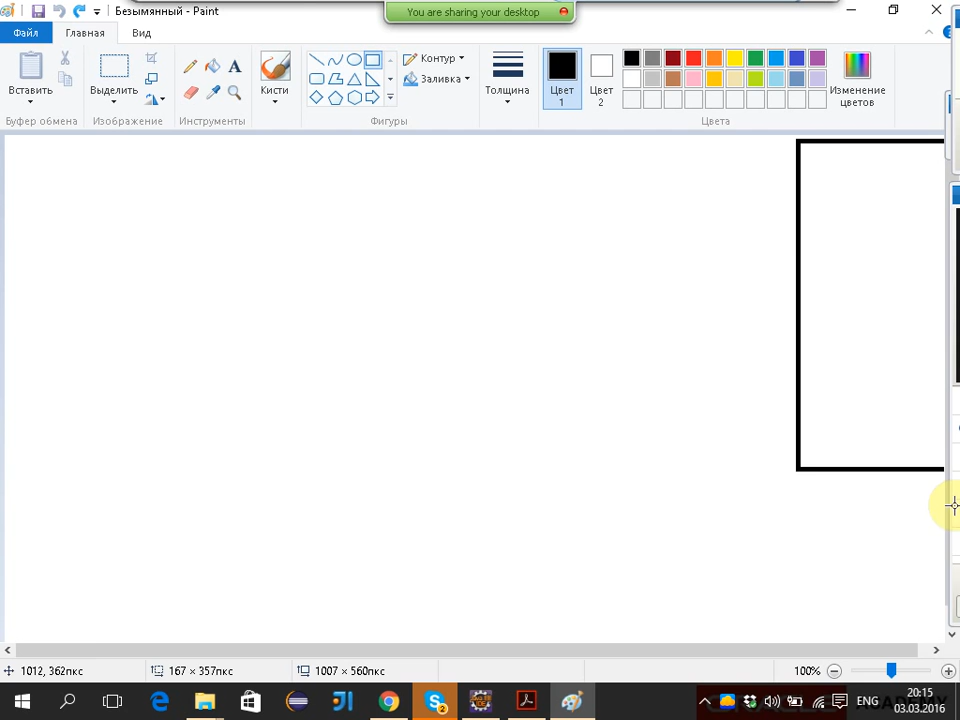 Безымянный - Paint
You are sharing your desktop
Файл
Главная
Вид
Вставить
Выделить
Кисти
Контур
Заливка
Толщина
Цвет 1
Цвет 2
Изменение цветов
Буфер обмена
Изображение
Инструменты
Фигуры
Цвета
1012, 362пкс
167 × 357пкс
1007 × 560пкс
100%
ENG
20:15
03.03.2016